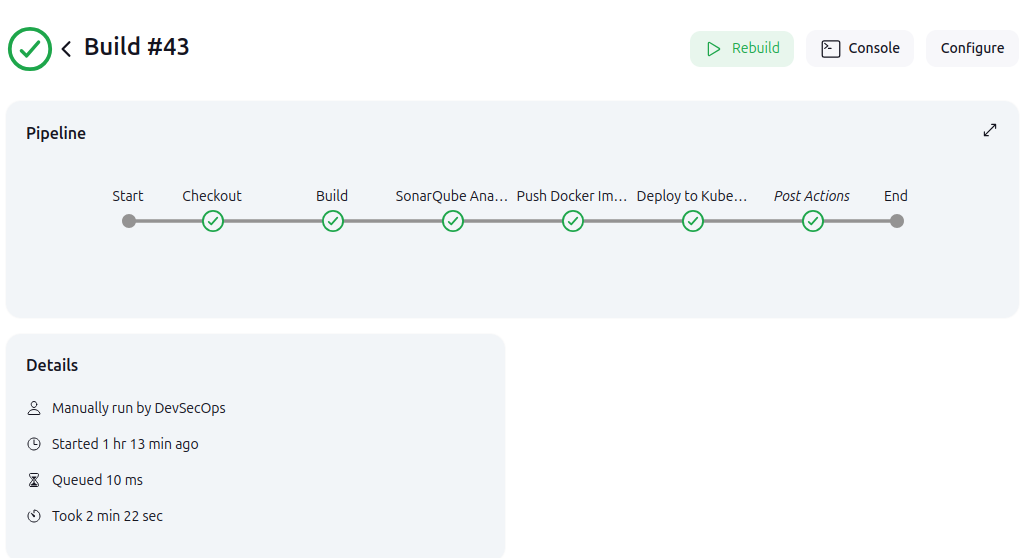 Build #43
Rebuild
Console
Configure
Pipeline
Start
Checkout
Build
SonarQube Ana...
Push Docker Im...
Deploy to Kube...
Post Actions
End
Details
Manually run by DevSecOps
Started 1 hr 13 min ago
Queued 10 ms
Took 2 min 22 sec